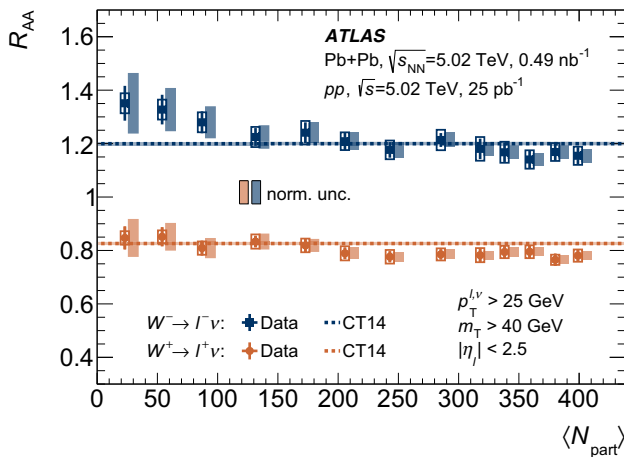 R_AA
ATLAS
Pb+Pb, √s_NN=5.02 TeV, 0.49 nb⁻¹
pp, √s=5.02 TeV, 25 pb⁻¹
1.6
1.4
1.2
1
0.8
0.6
0.4
norm. unc.
W⁻→ l⁻ν: Data CT14
W⁺→ l⁺ν: Data CT14
p_T^{l,ν} > 25 GeV
m_T > 40 GeV
|η_l| < 2.5
0 50 100 150 200 250 300 350 400
⟨N_part⟩